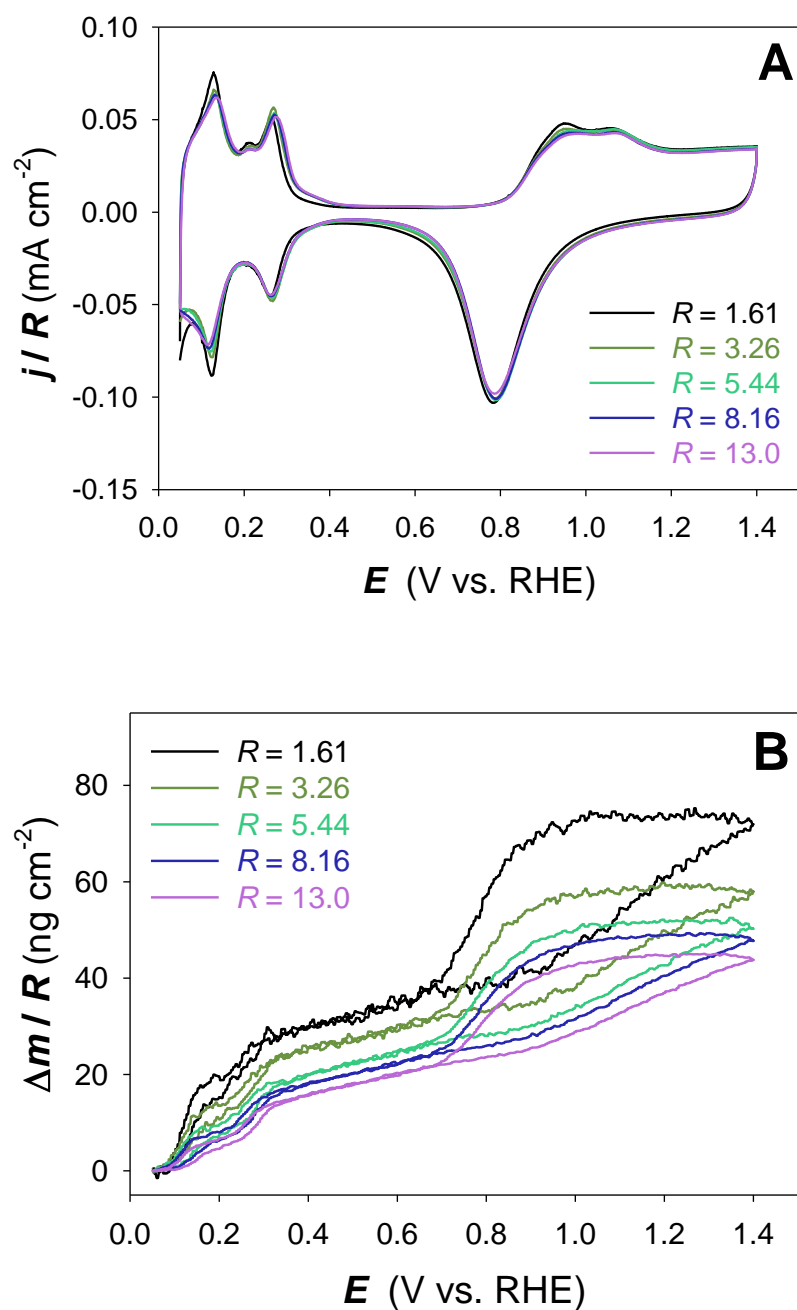 A
0.10
0.05
0.00
-0.05
-0.10
-0.15
j / R (mA cm-2)
R = 1.61
R = 3.26
R = 5.44
R = 8.16
R = 13.0
0.0 0.2 0.4 0.6 0.8 1.0 1.2 1.4
E (V vs. RHE)
B
R = 1.61
R = 3.26
R = 5.44
R = 8.16
R = 13.0
80
60
40
20
0
Δm / R (ng cm-2)
0.0 0.2 0.4 0.6 0.8 1.0 1.2 1.4
E (V vs. RHE)